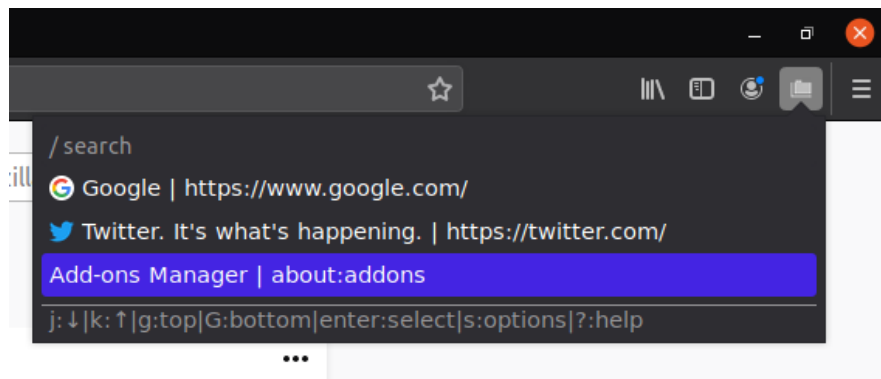 / search
ill
Google | https://www.google.com/
Twitter. It's what's happening. | https://twitter.com/
Add-ons Manager | about:addons
j:↓|k:↑|g:top|G:bottom|enter:select|s:options|?:help